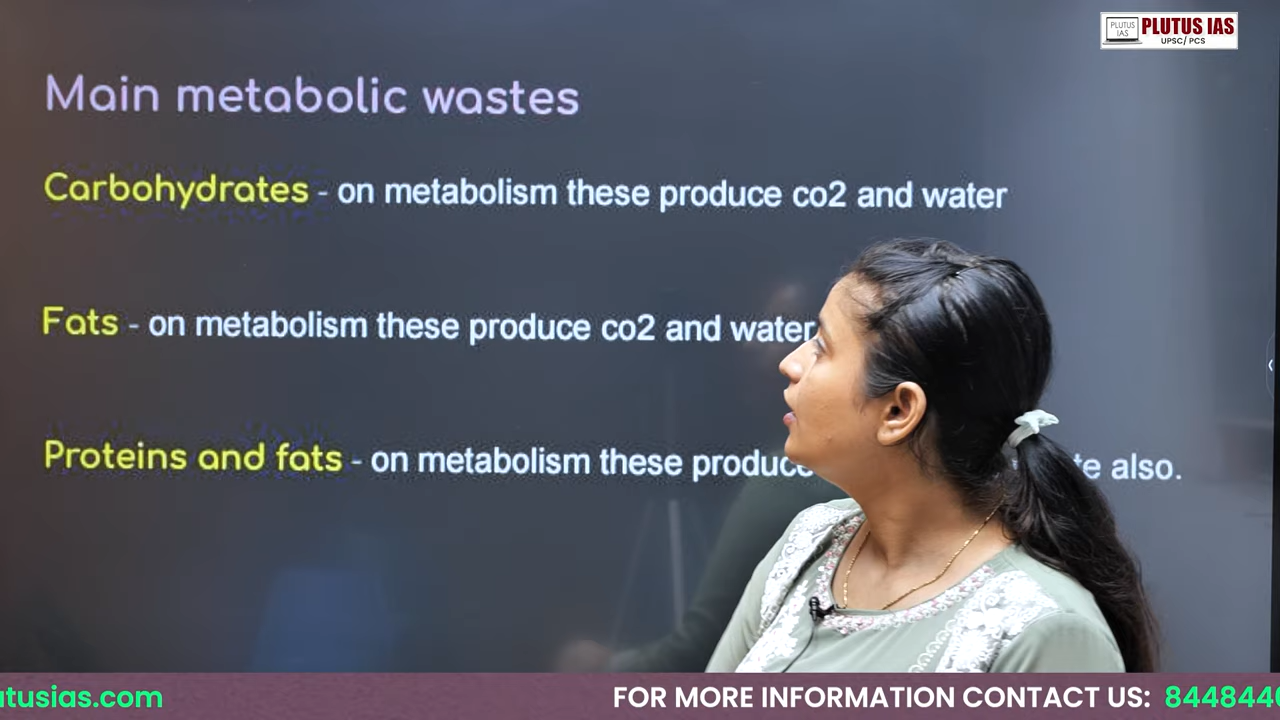 PLUTUS IAS
PLUTUS IAS
UPSC/ PCS
Main metabolic wastes
Carbohydrates - on metabolism these produce co2 and water
Fats - on metabolism these produce co2 and water
Proteins and fats - on metabolism these produce also.
tusias.com FOR MORE INFORMATION CONTACT US: 844844